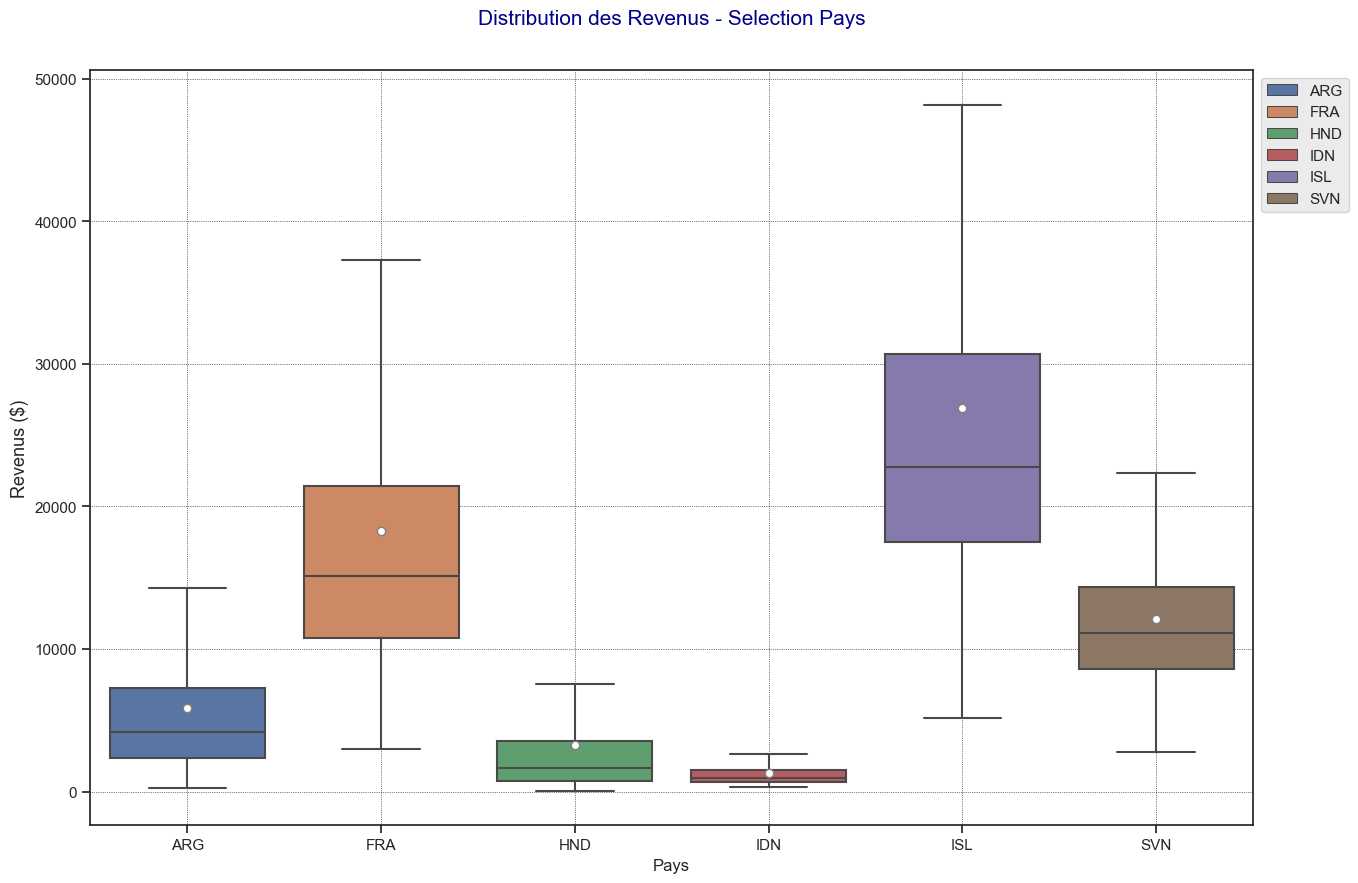 Distribution des Revenus - Selection Pays
50000
40000
30000
20000
10000
0
Revenus ($)
ARG
FRA
HND
IDN
ISL
SVN
Pays
ARG
FRA
HND
IDN
ISL
SVN